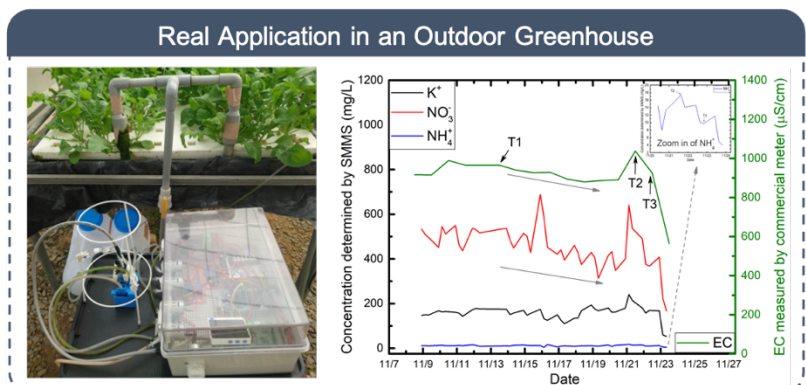 Real Application in an Outdoor Greenhouse
Concentration determined by SMMS (mg/L)
1200
1000
800
600
400
200
0
K⁺
NO₃⁻
NH₄⁺
T1
T2
T3
Zoom in of NH₄⁺
EC
1400
1200
1000
800
600
400
200
0
EC measured by commercial meter (µS/cm)
11/7 11/9 11/11 11/13 11/15 11/17 11/19 11/21 11/23 11/25 11/27
Date